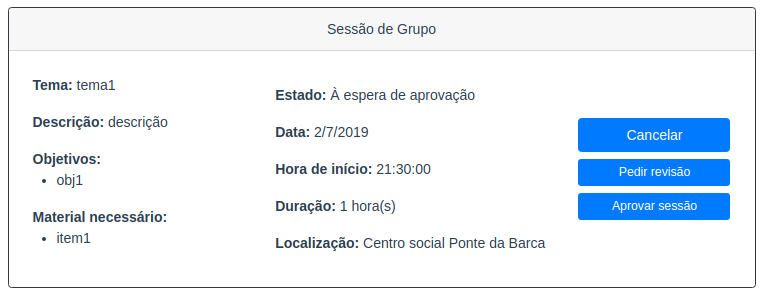 Sessão de Grupo
Tema: tema1
Descrição: descrição
Objetivos:
• obj1
Material necessário:
• item1
Estado: À espera de aprovação
Data: 2/7/2019
Hora de início: 21:30:00
Duração: 1 hora(s)
Localização: Centro social Ponte da Barca
Cancelar
Pedir revisão
Aprovar sessão